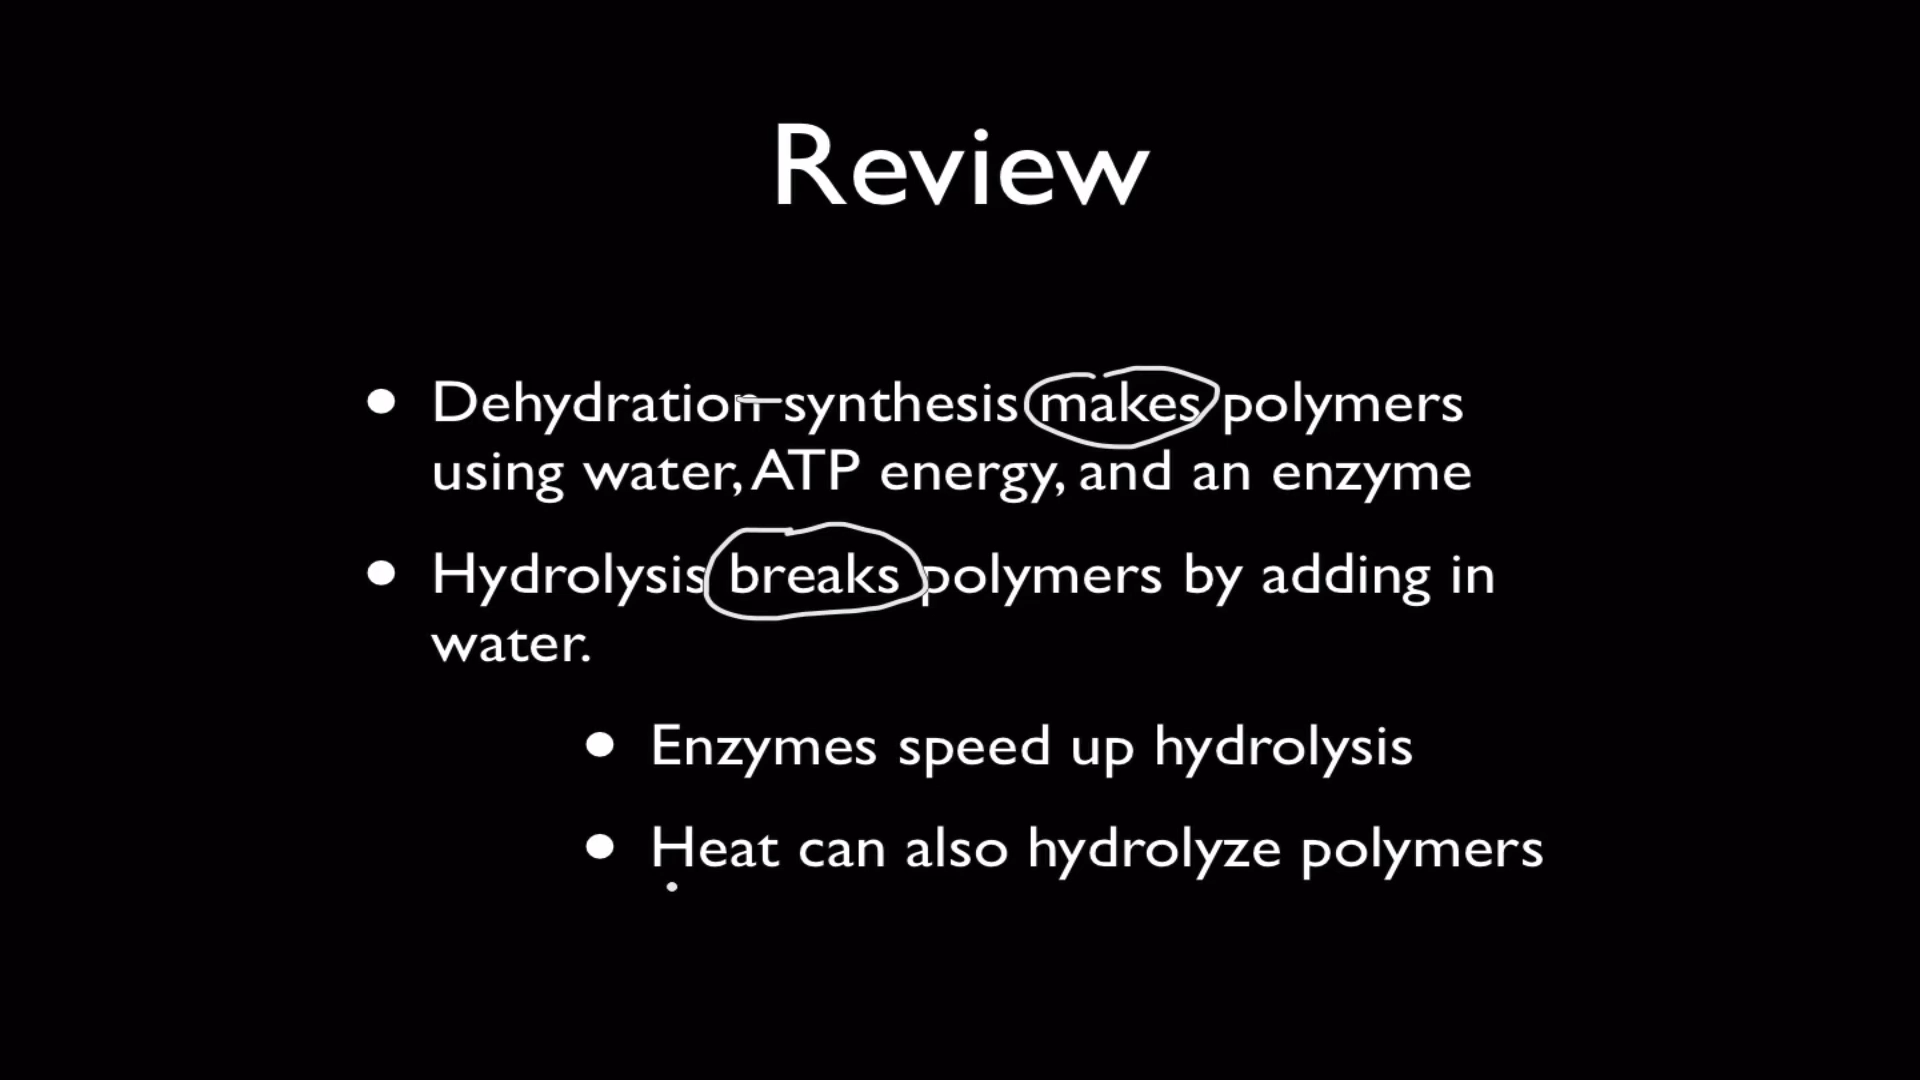 Review
• Dehydration synthesis makes polymers
using water, ATP energy, and an enzyme
• Hydrolysis breaks polymers by adding in
water.
• Enzymes speed up hydrolysis
• Heat can also hydrolyze polymers